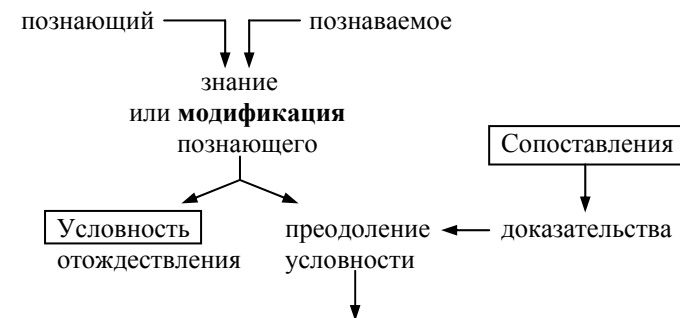 познающий познаваемое
знание
или модификация
познающего
Сопоставления
Условность преодоление доказательства
отождествления условности